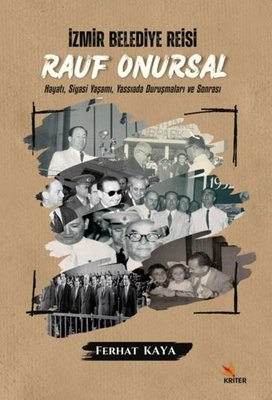 İZMİR BELEDİYE REİSİ
RAUF ONURSAL
Hayatı, Siyasi Yaşamı, Yassıada Duruşmaları ve Sonrası
FERHAT KAYA
KRİTER